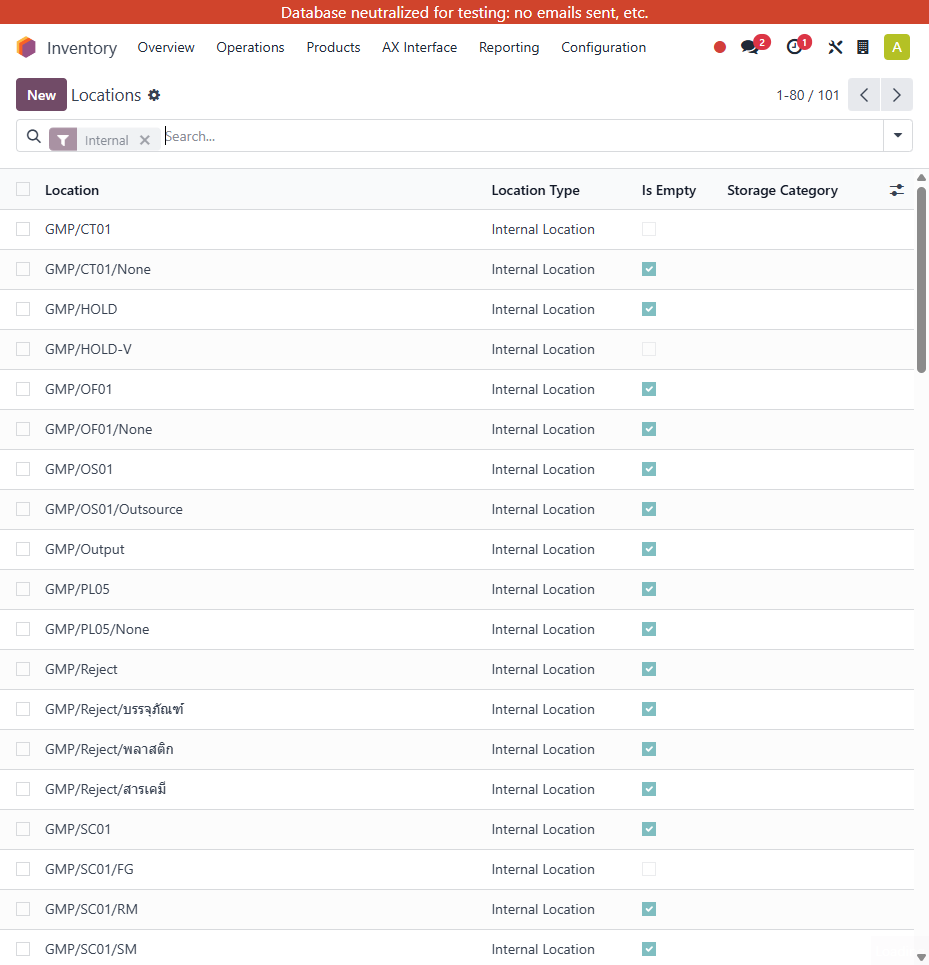 Database neutralized for testing: no emails sent, etc.
Inventory Overview Operations Products AX Interface Reporting Configuration 2 1 A
New Locations 1-80 / 101
Internal Search...
Location Location Type Is Empty Storage Category
GMP/CT01 Internal Location
GMP/CT01/None Internal Location
GMP/HOLD Internal Location
GMP/HOLD-V Internal Location
GMP/OF01 Internal Location
GMP/OF01/None Internal Location
GMP/OS01 Internal Location
GMP/OS01/Outsource Internal Location
GMP/Output Internal Location
GMP/PL05 Internal Location
GMP/PL05/None Internal Location
GMP/Reject Internal Location
GMP/Reject/บรรจุภัณฑ์ Internal Location
GMP/Reject/พลาสติก Internal Location
GMP/Reject/สารเคมี Internal Location
GMP/SC01 Internal Location
GMP/SC01/FG Internal Location
GMP/SC01/RM Internal Location
GMP/SC01/SM Internal Location